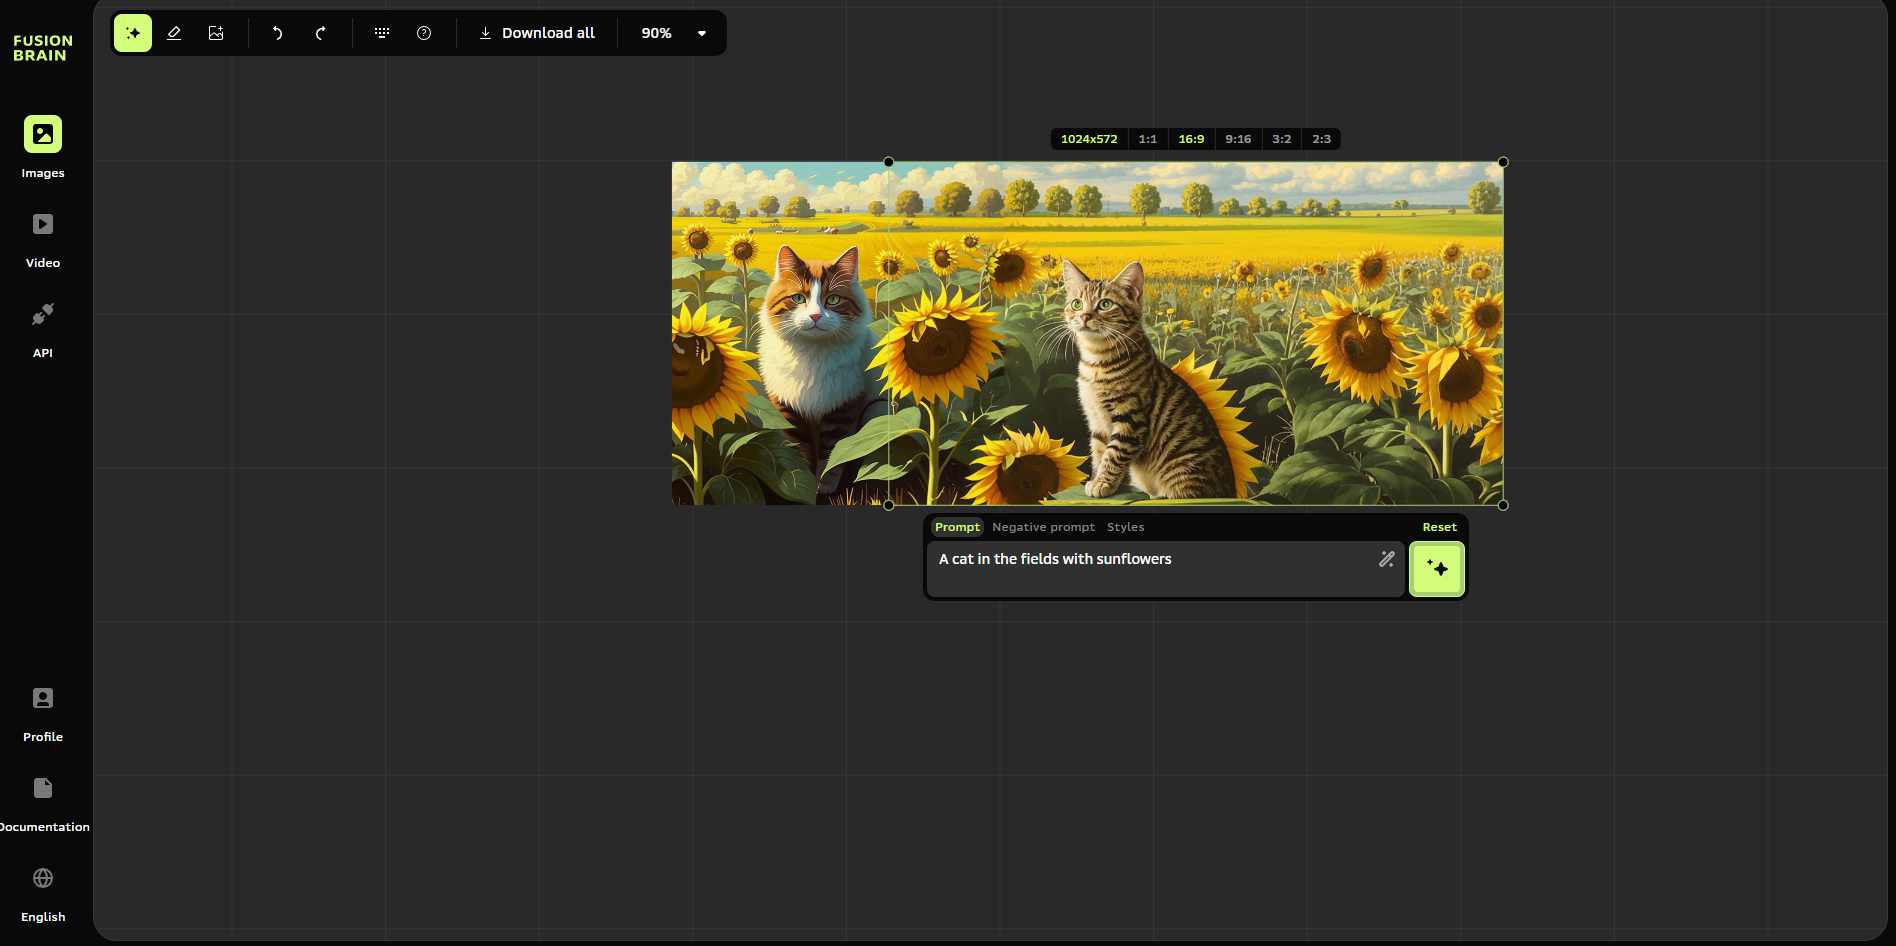 FUSION
BRAIN
Download all
90%
Images
Video
API
Profile
Documentation
English
1024x572 1:1 16:9 9:16 3:2 2:3
Prompt Negative prompt Styles Reset
A cat in the fields with sunflowers